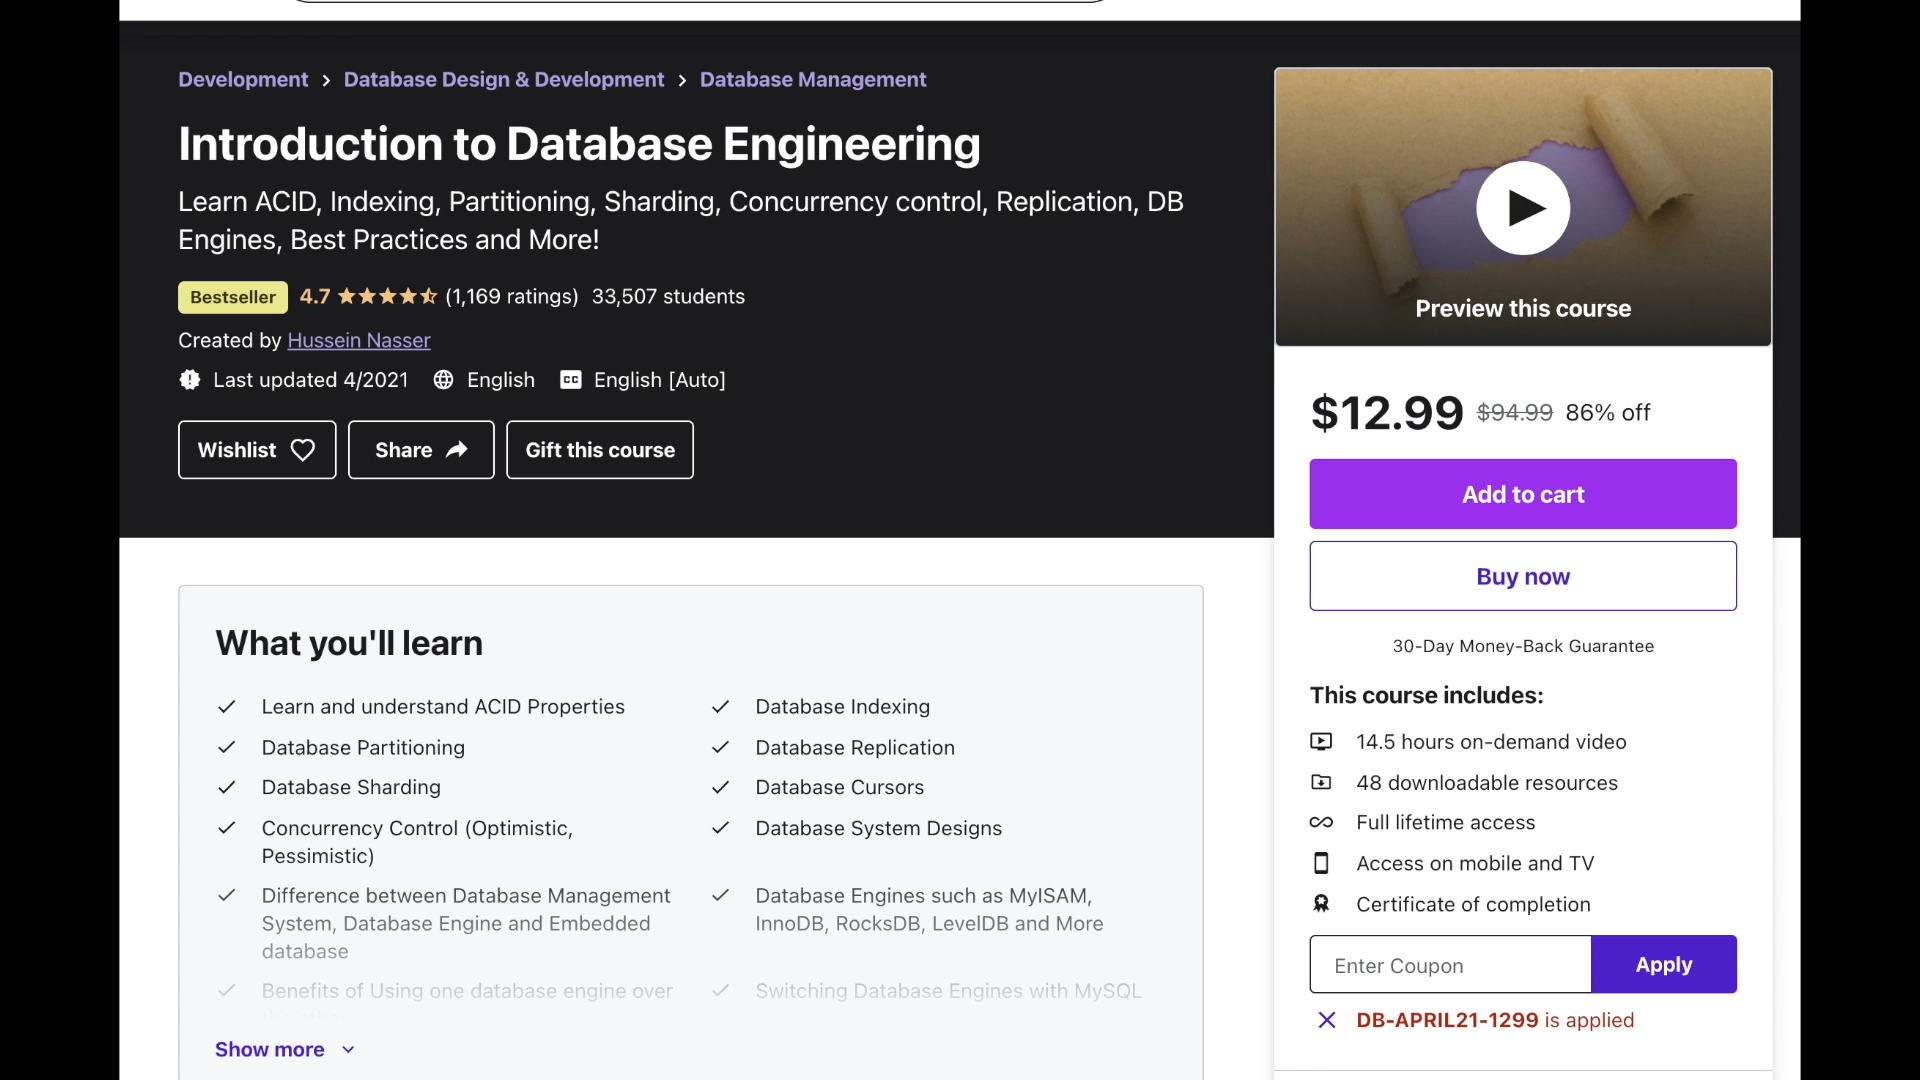 Development > Database Design & Development > Database Management
Introduction to Database Engineering
Learn ACID, Indexing, Partitioning, Sharding, Concurrency control, Replication, DB
Engines, Best Practices and More!
Bestseller 4.7 (1,169 ratings) 33,507 students
Created by Hussein Nasser
Last updated 4/2021 English CC English [Auto]
Wishlist Share Gift this course
What you'll learn
Learn and understand ACID Properties
Database Partitioning
Database Sharding
Concurrency Control (Optimistic,
Pessimistic)
Difference between Database Management
System, Database Engine and Embedded
database
Benefits of Using one database engine over
Database Indexing
Database Replication
Database Cursors
Database System Designs
Database Engines such as MyISAM,
InnoDB, RocksDB, LevelDB and More
Switching Database Engines with MySQL
Show more
Preview this course
$12.99 $94.99 86% off
Add to cart
Buy now
30-Day Money-Back Guarantee
This course includes:
14.5 hours on-demand video
48 downloadable resources
Full lifetime access
Access on mobile and TV
Certificate of completion
Enter Coupon Apply
DB-APRIL21-1299 is applied